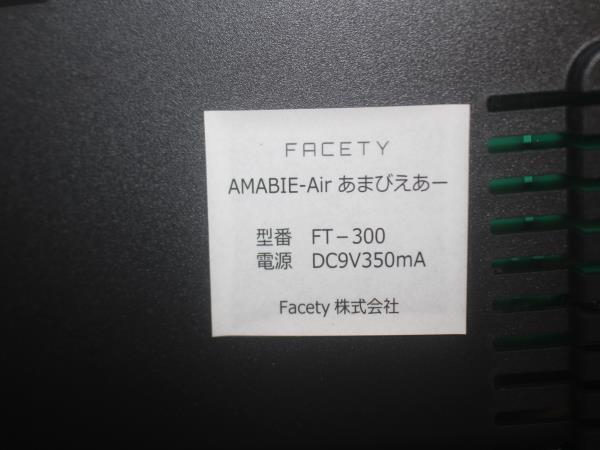 FACETY
AMABIE-Air あまびえあー
型番 FT－300
電源 DC9V350mA
Facety 株式会社